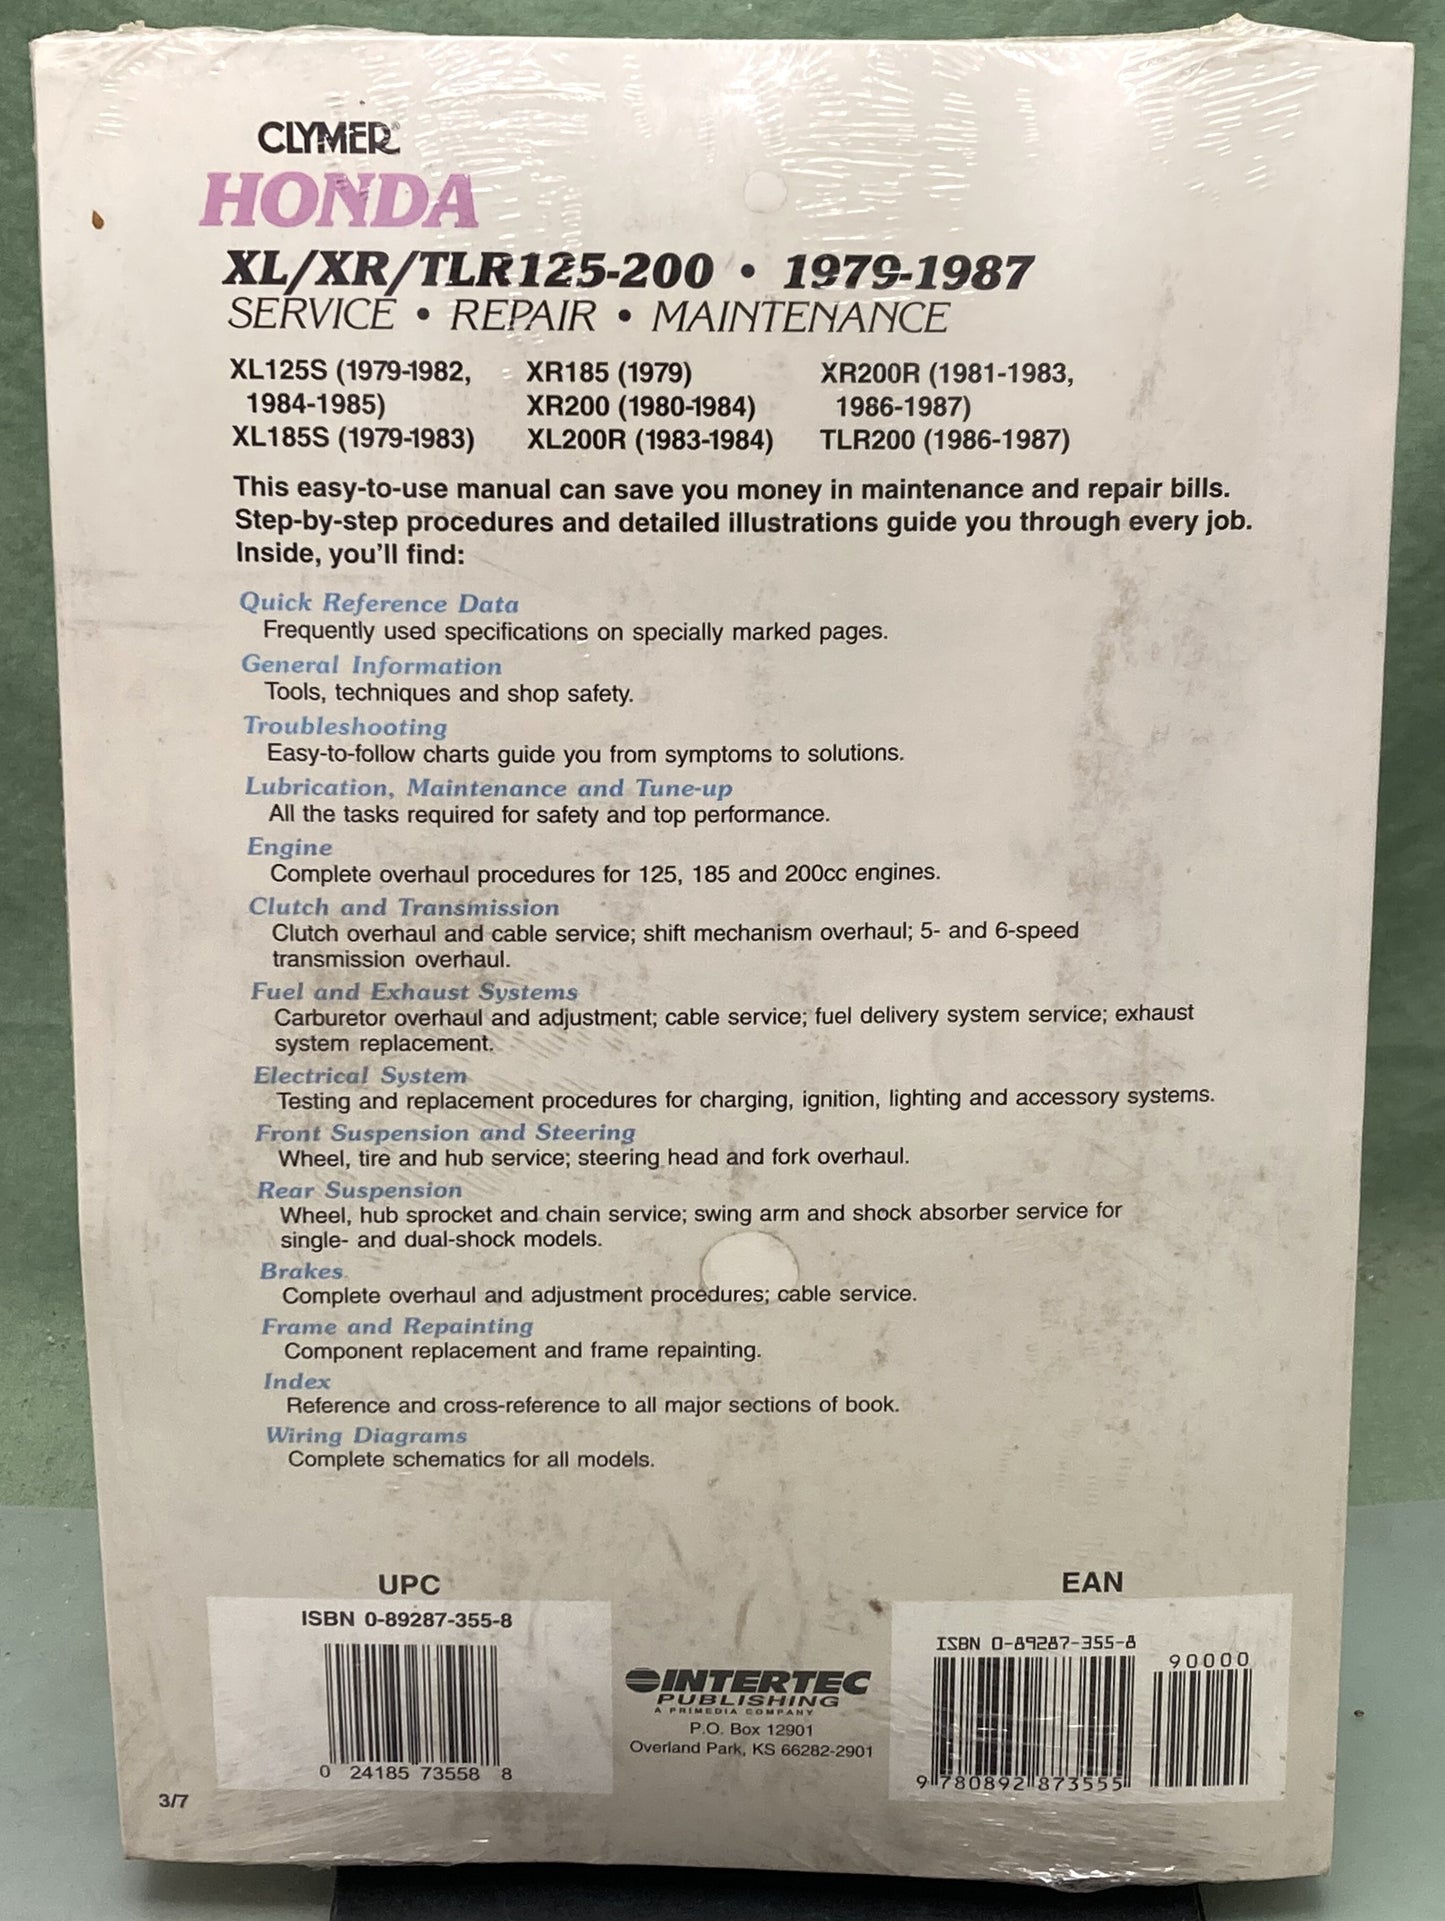 CLYMER®
HONDA
XL/XR/TLR125-200 • 1979-1987
SERVICE • REPAIR • MAINTENANCE
XL125S (1979-1982,
1984-1985)
XL185S (1979-1983)
XR185 (1979)
XR200 (1980-1984)
XL200R (1983-1984)
XR200R (1981-1983,
1986-1987)
TLR200 (1986-1987)
This easy-to-use manual can save you money in maintenance and repair bills.
Step-by-step procedures and detailed illustrations guide you through every job.
Inside, you'll find:
Quick Reference Data
Frequently used specifications on specially marked pages.
General Information
Tools, techniques and shop safety.
Troubleshooting
Easy-to-follow charts guide you from symptoms to solutions.
Lubrication, Maintenance and Tune-up
All the tasks required for safety and top performance.
Engine
Complete overhaul procedures for 125, 185 and 200cc engines.
Clutch and Transmission
Clutch overhaul and cable service; shift mechanism overhaul; 5- and 6-speed
transmission overhaul.
Fuel and Exhaust Systems
Carburetor overhaul and adjustment; cable service; fuel delivery system service; exhaust
system replacement.
Electrical System
Testing and replacement procedures for charging, ignition, lighting and accessory systems.
Front Suspension and Steering
Wheel, tire and hub service; steering head and fork overhaul.
Rear Suspension
Wheel, hub sprocket and chain service; swing arm and shock absorber service for
single- and dual-shock models.
Brakes
Complete overhaul and adjustment procedures; cable service.
Frame and Repainting
Component replacement and frame repainting.
Index
Reference and cross-reference to all major sections of book.
Wiring Diagrams
Complete schematics for all models.
UPC
ISBN 0-89287-355-8
0 24185 73558 8
3/7
INTERTEC
PUBLISHING
A PRIMEDIA COMPANY
P.O. Box 12901
Overland Park, KS 66282-2901
EAN
ISBN 0-89287-355-8
90000
9 780892 873555